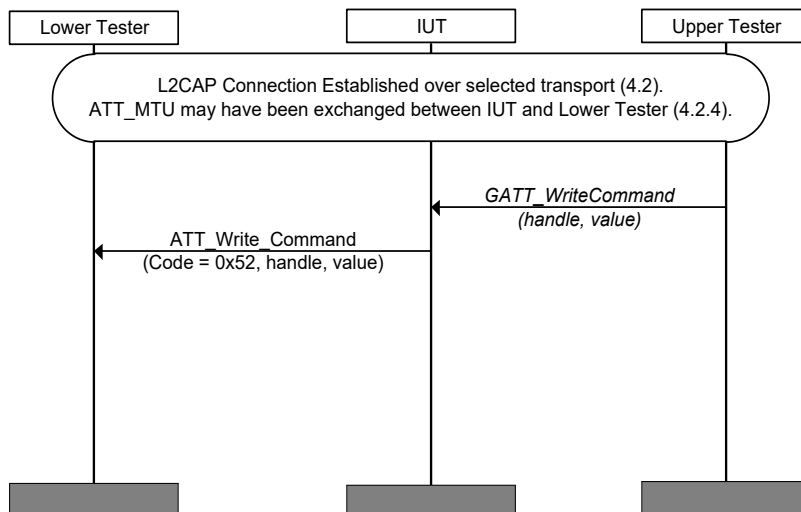 Lower Tester
IUT
Upper Tester
L2CAP Connection Established over selected transport (4.2).
ATT_MTU may have been exchanged between IUT and Lower Tester (4.2.4).
GATT_WriteCommand
(handle, value)
ATT_Write_Command
(Code = 0x52, handle, value)